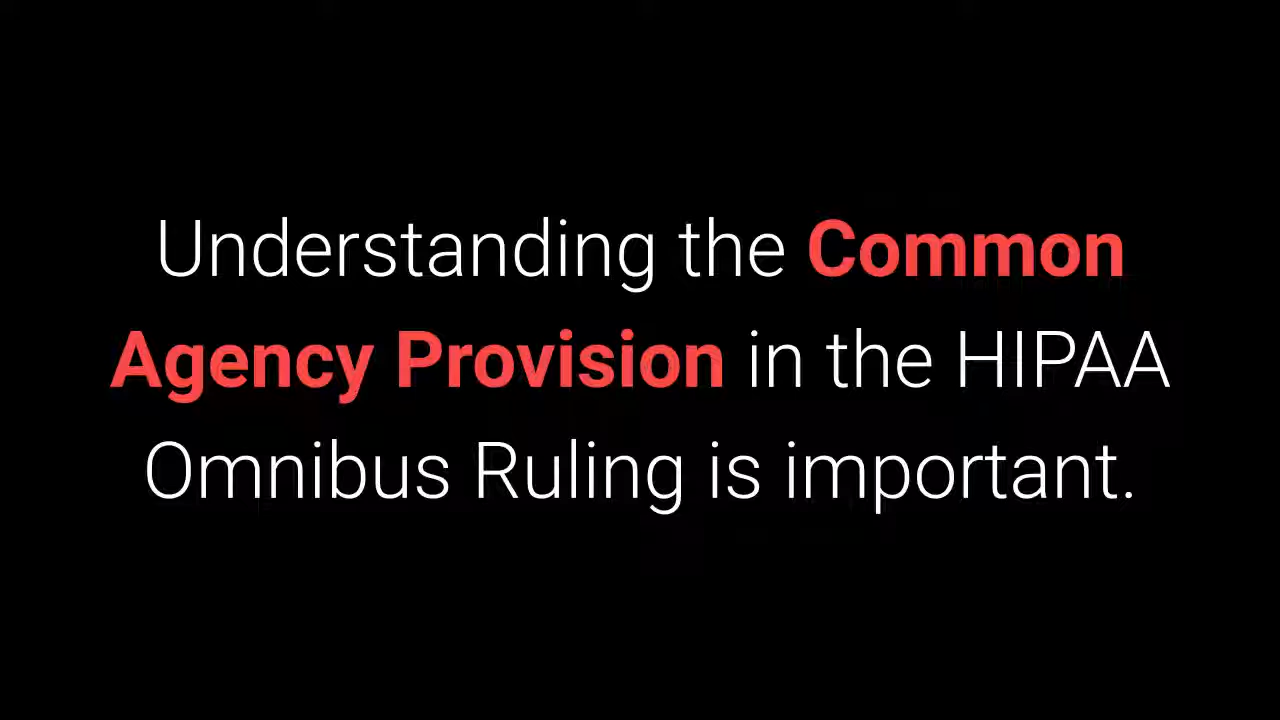 Understanding the Common
Agency Provision in the HIPAA
Omnibus Ruling is important.